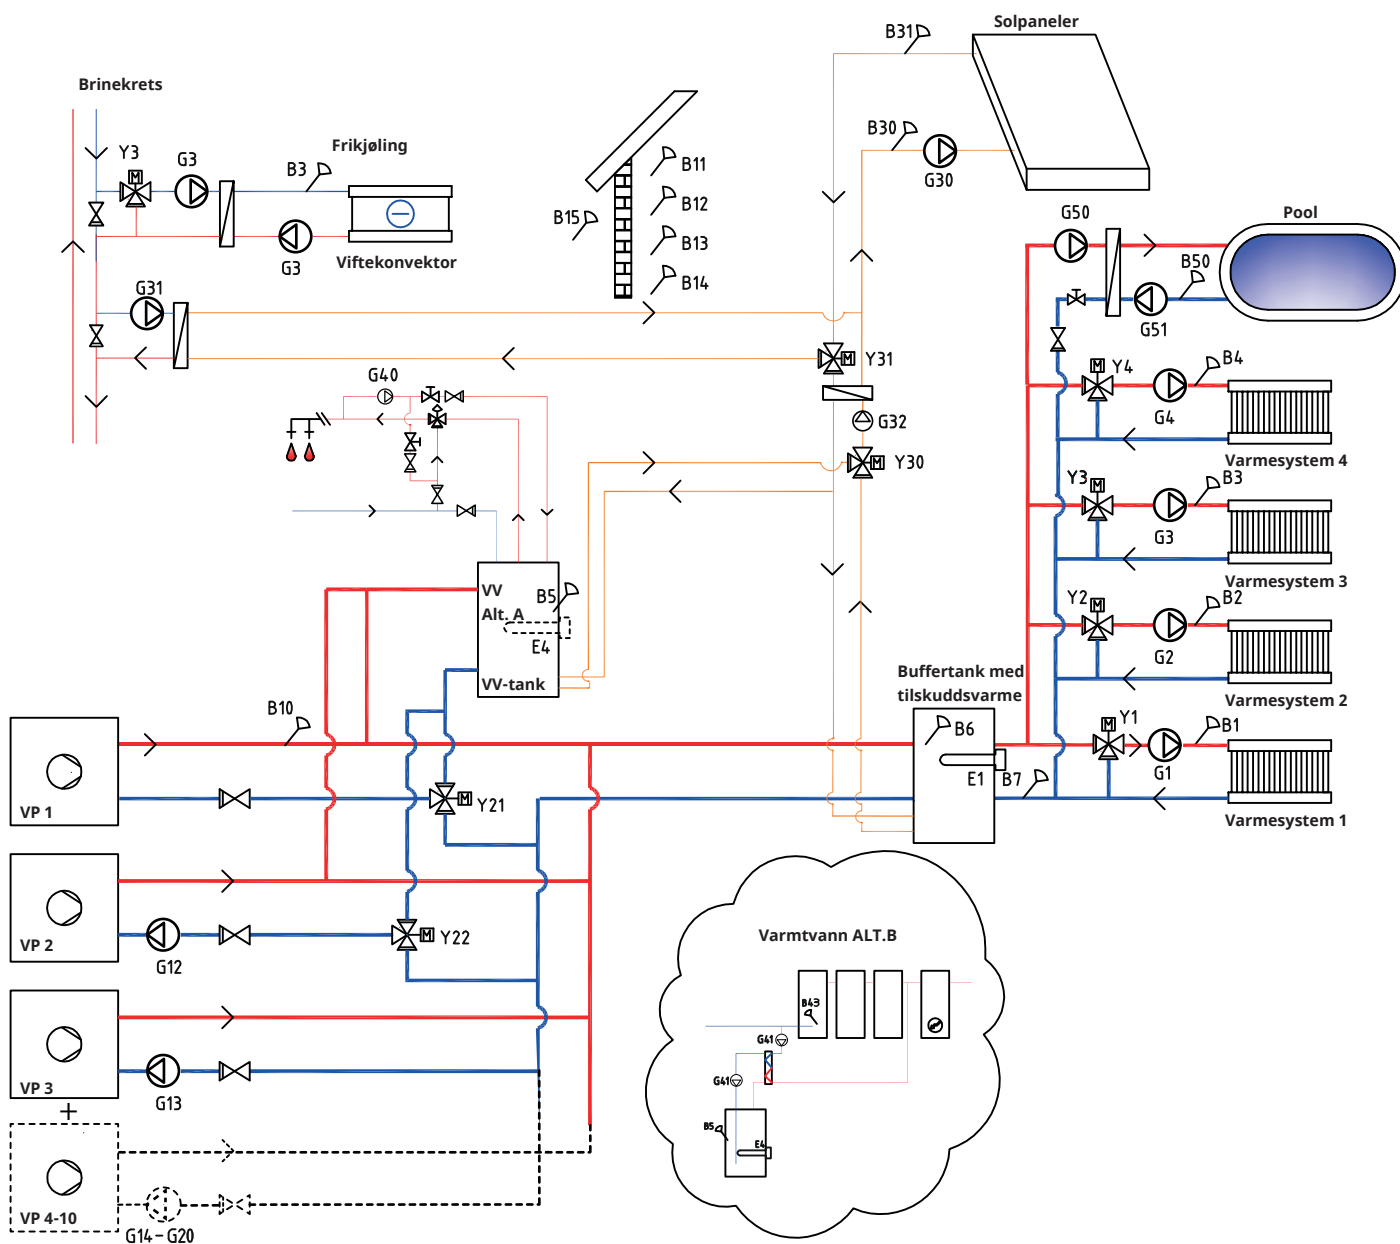 Solpaneler
B31
B30
G30
Brinekrets
Y3
M
G3
B3
Frikjøling
G3
Viftekonvektor
B15
B11
B12
B13
B14
G31
Y31
M
G32
Y30
M
G40
G50
Pool
B50
G51
Y4
M
G4
B4
Varmesystem 4
Y3
M
G3
B3
Varmesystem 3
Y2
M
G2
B2
Varmesystem 2
Y1
M
G1
B1
Varmesystem 1
VV
Alt. A
B5
E4
VV-tank
Buffertank med
tilskuddsvarme
B6
E1
B7
B10
VP 1
M
Y21
VP 2
G12
M
Y22
VP 3
G13
+
VP 4-10
G14-G20
Varmtvann ALT.B
B43
G41
G41
B5
E4